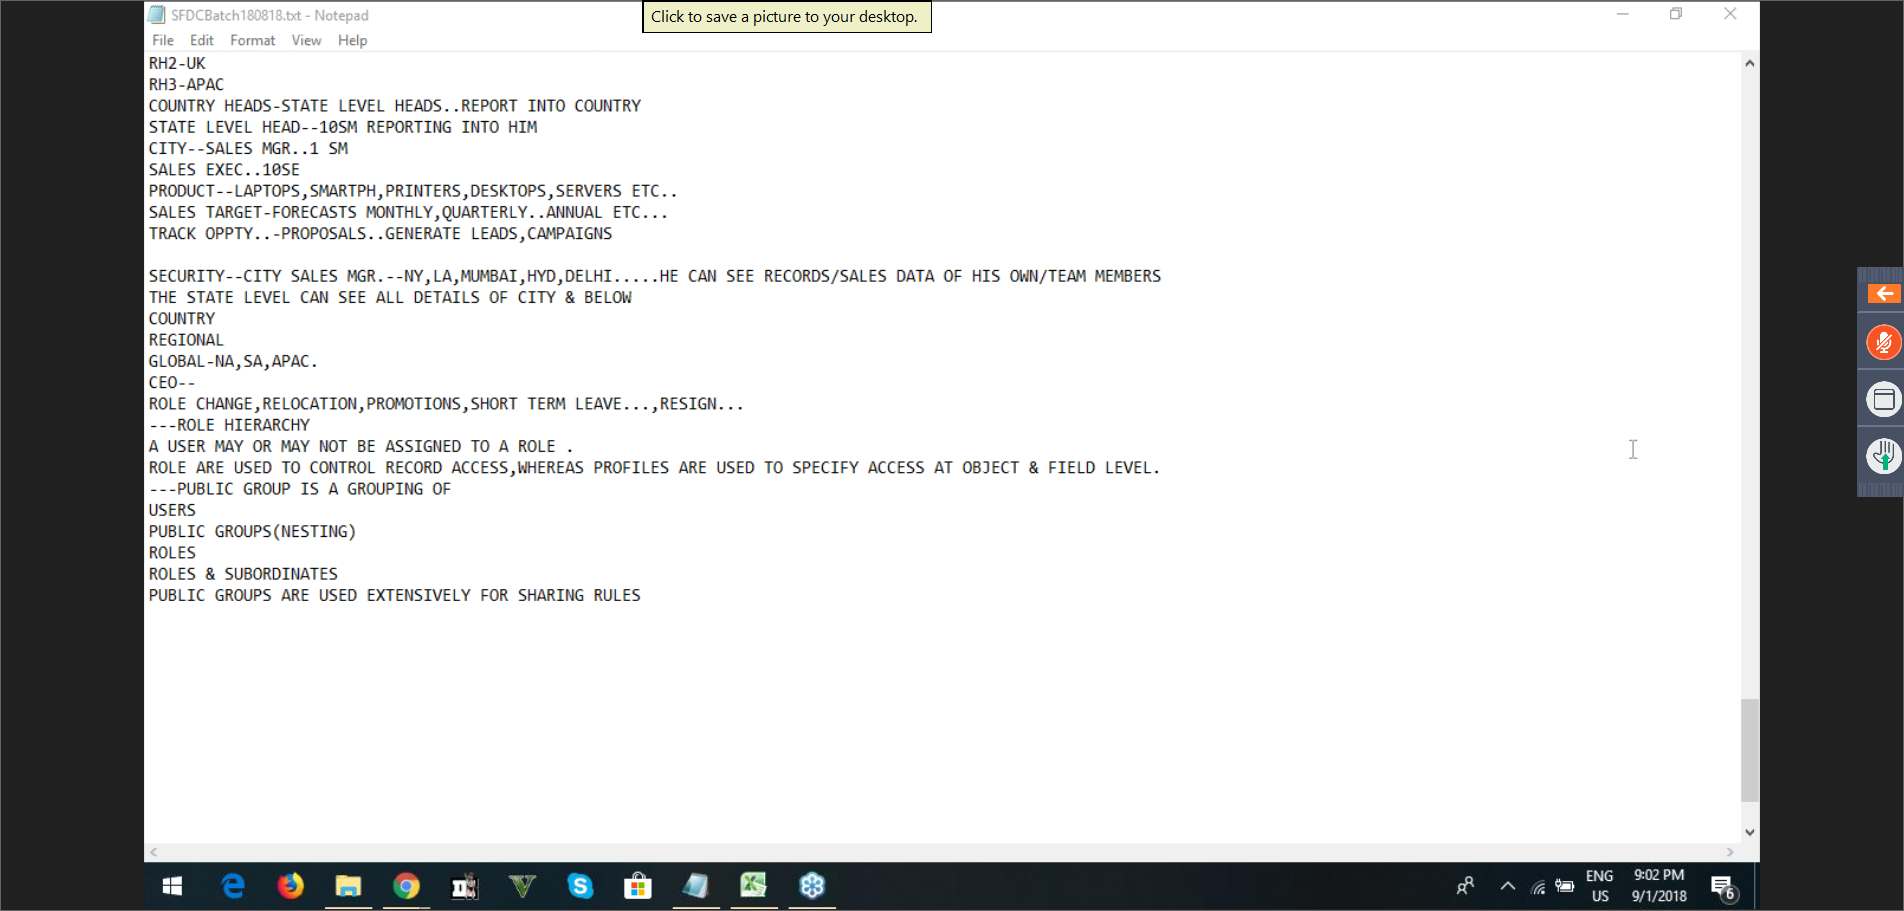 SFDCBatch180818.txt - Notepad
Click to save a picture to your desktop.
File Edit Format View Help
RH2-UK
RH3-APAC
COUNTRY HEADS-STATE LEVEL HEADS..REPORT INTO COUNTRY
STATE LEVEL HEAD--10SM REPORTING INTO HIM
CITY--SALES MGR..1 SM
SALES EXEC..10SE
PRODUCT--LAPTOPS,SMARTPH,PRINTERS,DESKTOPS,SERVERS ETC..
SALES TARGET-FORECASTS MONTHLY,QUARTERLY..ANNUAL ETC...
TRACK OPPTY..-PROPOSALS..GENERATE LEADS,CAMPAIGNS
SECURITY--CITY SALES MGR.--NY,LA,MUMBAI,HYD,DELHI.....HE CAN SEE RECORDS/SALES DATA OF HIS OWN/TEAM MEMBERS
THE STATE LEVEL CAN SEE ALL DETAILS OF CITY & BELOW
COUNTRY
REGIONAL
GLOBAL-NA,SA,APAC.
CEO--
ROLE CHANGE,RELOCATION,PROMOTIONS,SHORT TERM LEAVE...,RESIGN...
---ROLE HIERARCHY
A USER MAY OR MAY NOT BE ASSIGNED TO A ROLE .
ROLE ARE USED TO CONTROL RECORD ACCESS,WHEREAS PROFILES ARE USED TO SPECIFY ACCESS AT OBJECT & FIELD LEVEL.
---PUBLIC GROUP IS A GROUPING OF
USERS
PUBLIC GROUPS(NESTING)
ROLES
ROLES & SUBORDINATES
PUBLIC GROUPS ARE USED EXTENSIVELY FOR SHARING RULES
ENG
US
9:02 PM
9/1/2018
6